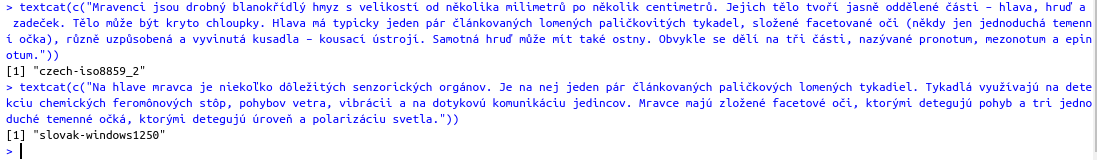 > textcat(c("Mravenci jsou drobný blanokřídlý hmyz s velikostí od několika milimetrů po několik centimetrů. Jejich tělo tvoří jasně oddělené části – hlava, hruď a
 zadeček. Tělo může být kryto chloupky. Hlava má typicky jeden pár článkovaných lomených paličkovitých tykadel, složené facetované oči (někdy jen jednoduchá temenn
í očka), různě uzpůsobená a vyvinutá kusadla – kousací ústrojí. Samotná hruď může mít také ostny. Obvykle se dělí na tři části, nazývané pronotum, mezonotum a epin
otum."))
[1] "czech-iso8859_2"
> textcat(c("Na hlave mravca je niekoľko dôležitých senzorických orgánov. Je na nej jeden pár článkovaných paličkových lomených tykadiel. Tykadlá využívajú na dete
kciu chemických feromónových stôp, pohybov vetra, vibrácii a na dotykovú komunikáciu jedincov. Mravce majú zložené facetové oči, ktorými detegujú pohyb a tri jedno
duché temenné očká, ktorými detegujú úroveň a polarizáciu svetla."))
[1] "slovak-windows1250"
>